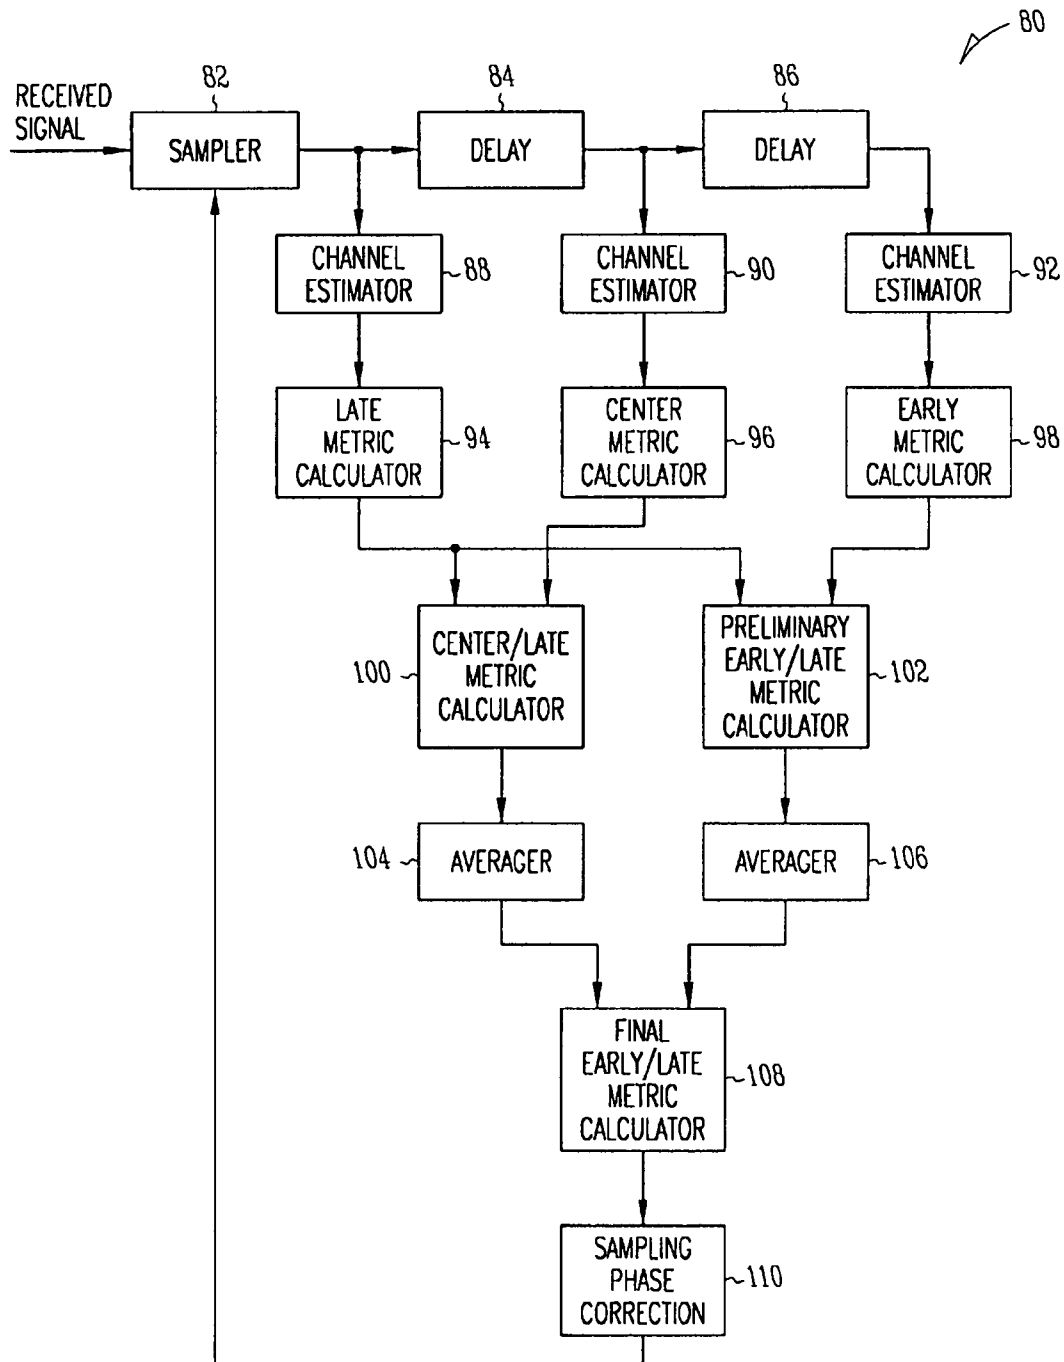 80
82
84
86
RECEIVED
SIGNAL
SAMPLER
DELAY
DELAY
CHANNEL
ESTIMATOR
88
CHANNEL
ESTIMATOR
90
CHANNEL
ESTIMATOR
92
LATE
METRIC
CALCULATOR
94
CENTER
METRIC
CALCULATOR
96
EARLY
METRIC
CALCULATOR
98
100
CENTER/LATE
METRIC
CALCULATOR
PRELIMINARY
EARLY/LATE
METRIC
CALCULATOR
102
104
AVERAGER
AVERAGER
106
FINAL
EARLY/LATE
METRIC
CALCULATOR
108
SAMPLING
PHASE
CORRECTION
110